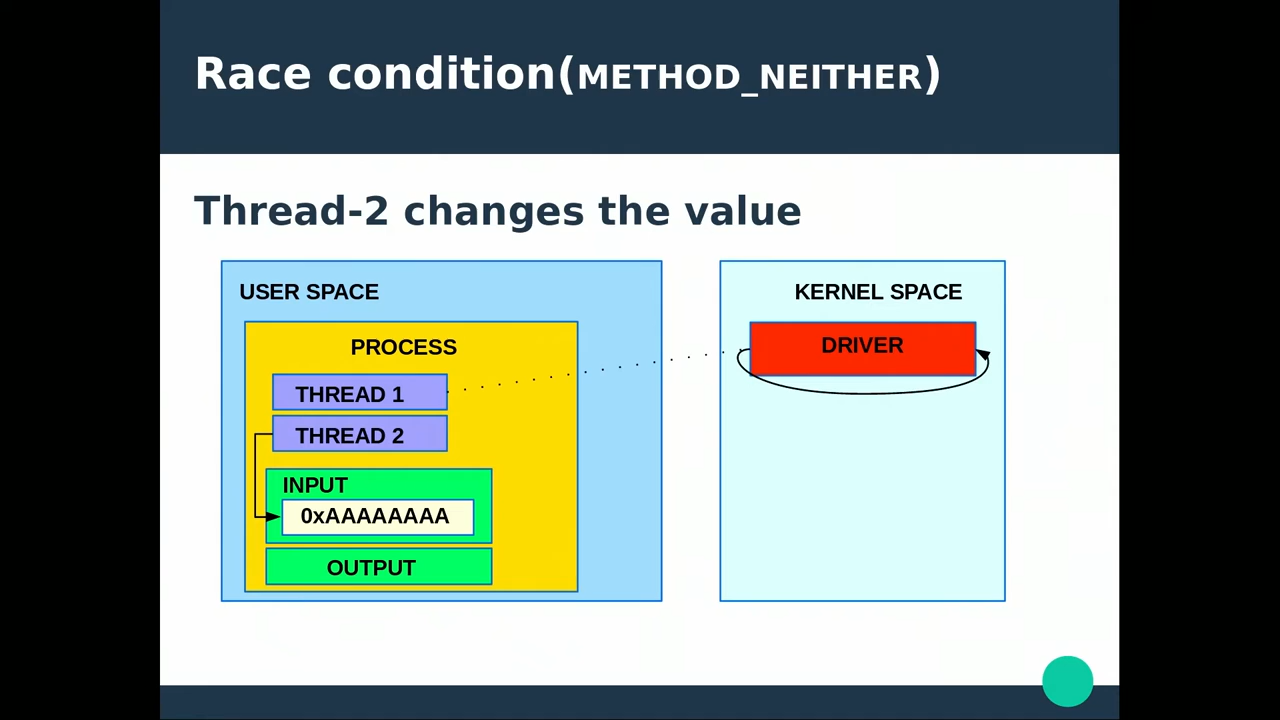 Race condition(METHOD_NEITHER)
Thread-2 changes the value
USER SPACE
PROCESS
THREAD 1
THREAD 2
INPUT
0xAAAAAAAA
OUTPUT
KERNEL SPACE
DRIVER